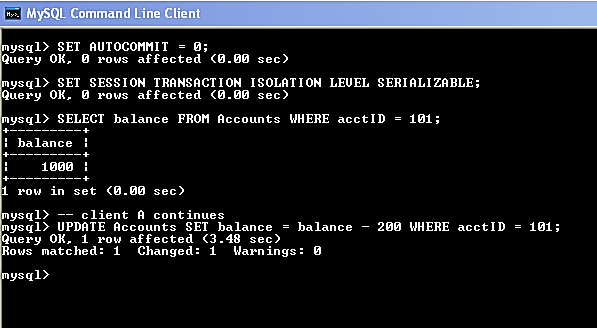 MySQL Command Line Client
mysql> SET AUTOCOMMIT = 0;
Query OK, 0 rows affected (0.00 sec)
mysql> SET SESSION TRANSACTION ISOLATION LEVEL SERIALIZABLE;
Query OK, 0 rows affected (0.00 sec)
mysql> SELECT balance FROM Accounts WHERE acctID = 101;
+---------+
| balance |
+---------+
|    1000 |
+---------+
1 row in set (0.00 sec)
mysql> -- client A continues
mysql> UPDATE Accounts SET balance = balance - 200 WHERE acctID = 101;
Query OK, 1 row affected (3.48 sec)
Rows matched: 1  Changed: 1  Warnings: 0
mysql>